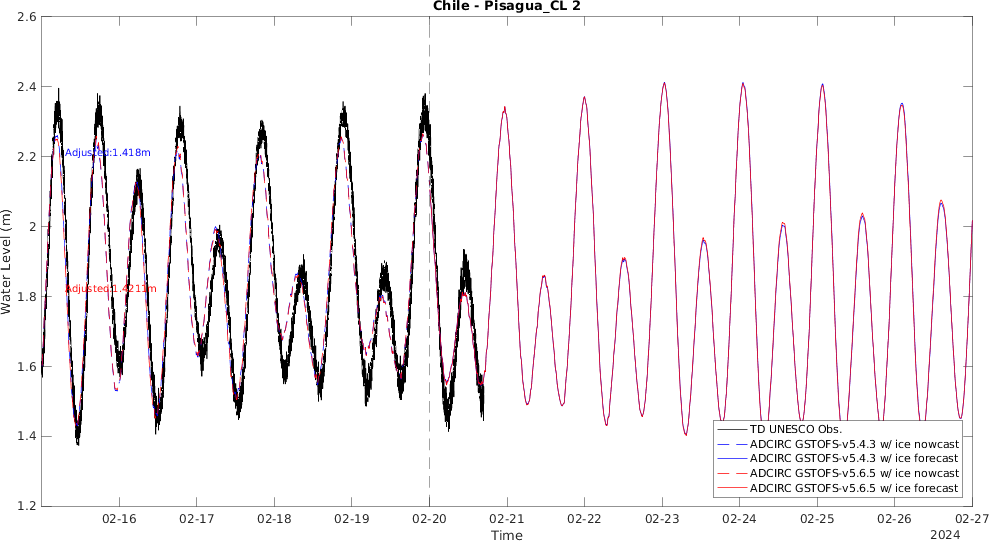 Chile - Pisagua_CL 2
2.6
2.4
2.2
2
1.8
1.6
1.4
1.2
Water Level (m)
Adjusted:1.418m
Adjusted:1.4211m
TD UNESCO Obs.
ADCIRC GSTOFS-v5.4.3 w/ ice nowcast
ADCIRC GSTOFS-v5.4.3 w/ ice forecast
ADCIRC GSTOFS-v5.6.5 w/ ice nowcast
ADCIRC GSTOFS-v5.6.5 w/ ice forecast
02-16 02-17 02-18 02-19 02-20 02-21 02-22 02-23 02-24 02-25 02-26 02-27
Time
2024